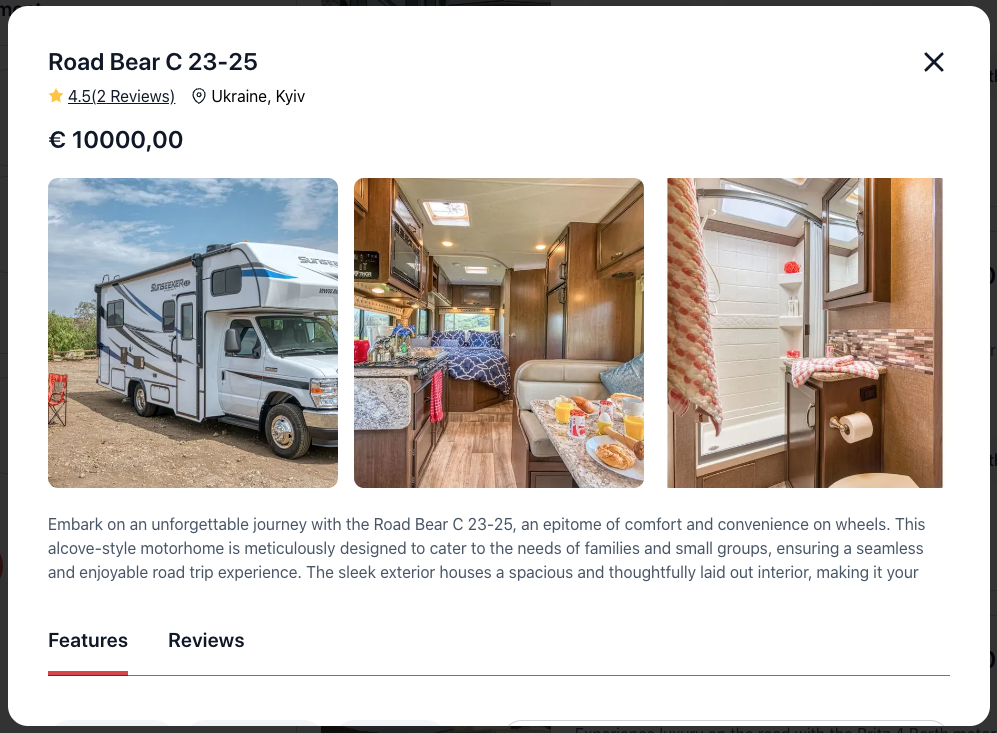 Road Bear C 23-25
4.5(2 Reviews)
Ukraine, Kyiv
€ 10000,00
SUNSEEKER
Embark on an unforgettable journey with the Road Bear C 23-25, an epitome of comfort and convenience on wheels. This
alcove-style motorhome is meticulously designed to cater to the needs of families and small groups, ensuring a seamless
and enjoyable road trip experience. The sleek exterior houses a spacious and thoughtfully laid out interior, making it your
Features
Reviews